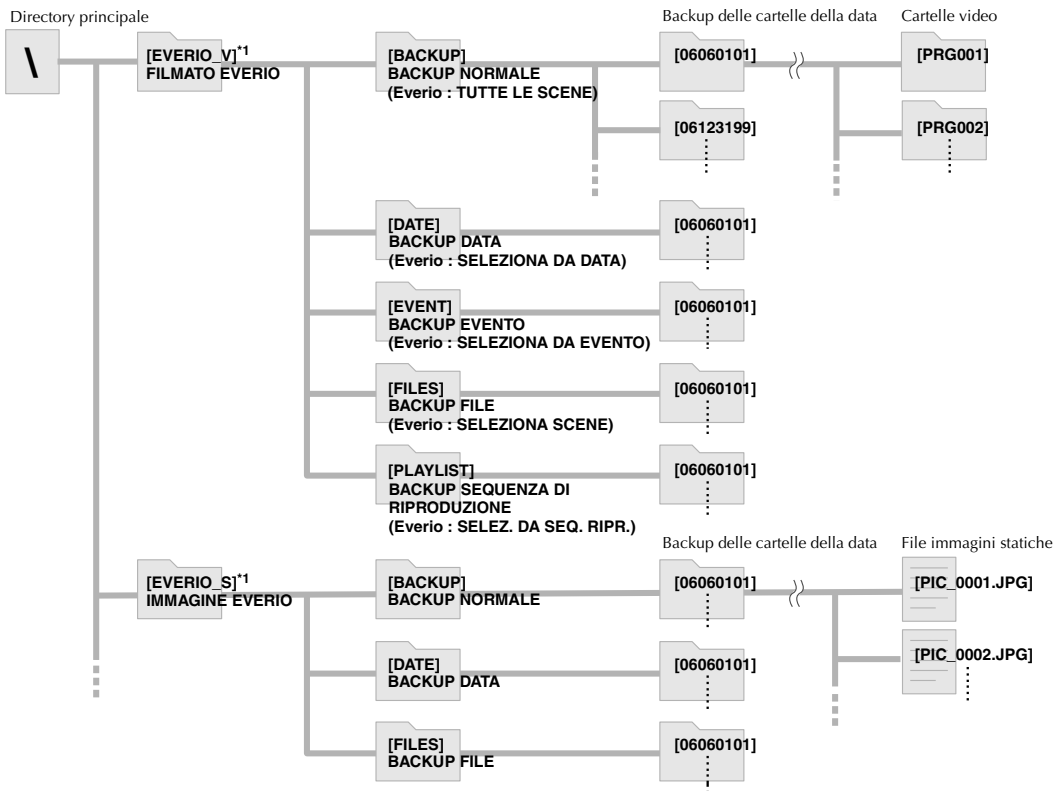 Directory principale
Backup delle cartelle della data
Cartelle video
\
[EVERIO_V]*1
FILMATO EVERIO
[BACKUP]
BACKUP NORMALE
(Everio : TUTTE LE SCENE)
[06060101]
[PRG001]
[06123199]
[PRG002]
[DATE]
BACKUP DATA
(Everio : SELEZIONA DA DATA)
[06060101]
[EVENT]
BACKUP EVENTO
(Everio : SELEZIONA DA EVENTO)
[06060101]
[FILES]
BACKUP FILE
(Everio : SELEZIONA SCENE)
[06060101]
[PLAYLIST]
BACKUP SEQUENZA DI
RIPRODUZIONE
(Everio : SELEZ. DA SEQ. RIPR.)
[06060101]
Backup delle cartelle della data
File immagini statiche
[EVERIO_S]*1
IMMAGINE EVERIO
[BACKUP]
BACKUP NORMALE
[06060101]
[PIC_0001.JPG]
[PIC_0002.JPG]
[DATE]
BACKUP DATA
[06060101]
[FILES]
BACKUP FILE
[06060101]